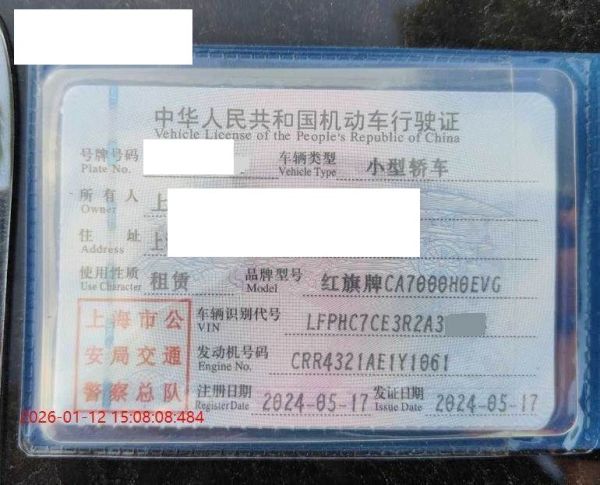 中华人民共和国机动车行驶证
Vehicle License of the People's Republic of China
号牌号码 车辆类型 小型轿车
Plate No. Vehicle Type
所有人 上
Owner
住址 上
Address
使用性质 租赁 品牌型号 红旗牌CA7000H0EVG
Use Character Model
上海市公 车辆识别代号 LFPHC7CE3R2A3
VIN
安局交通 发动机号码 CRR4321AE1Y1061
Engine No.
警察总队 注册日期 2024-05-17 发证日期 2024-05-17
Register Date Issue Date
2026-01-12 15:08:08:484